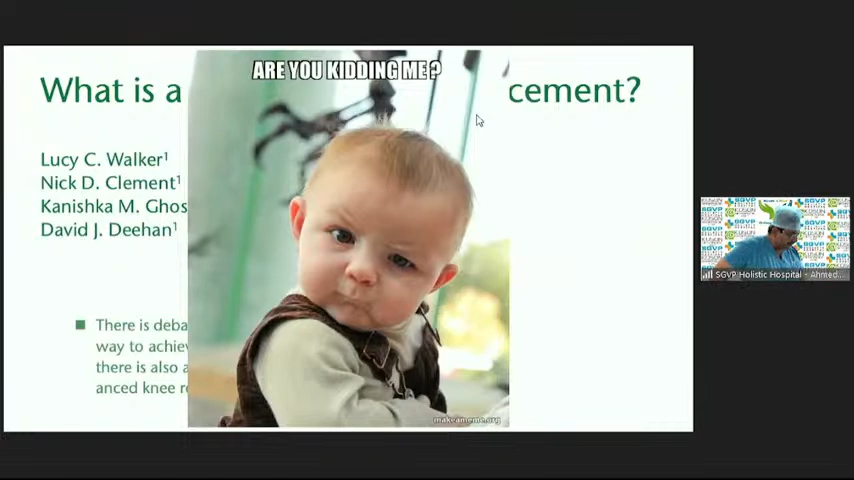 ARE YOU KIDDING ME?
What is a cement?
Lucy C. Walker¹
Nick D. Clement¹
Kanishka M. Ghos
David J. Deehan¹
■ There is deba
way to achiev
there is also a
anced knee r
makeameme.org
SGVP Holistic Hospital - Ahmed...
SGVP